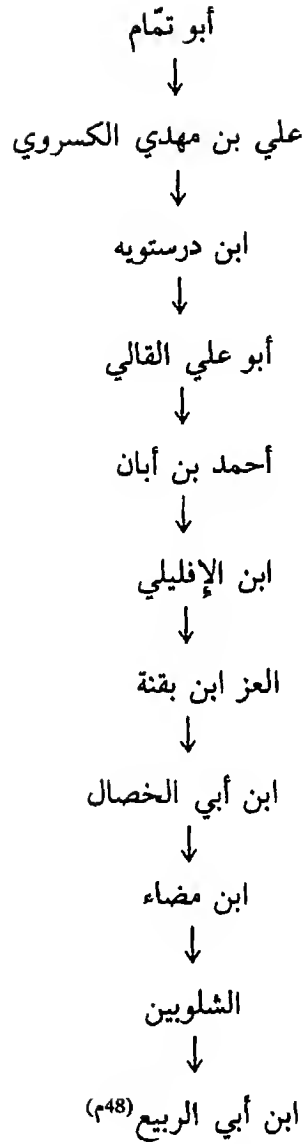 أبو تمّام
↓
علي بن مهدي الكسروي
↓
ابن درستويه
↓
أبو علي القالي
↓
أحمد بن أبان
↓
ابن الإفليلي
↓
العز ابن بقنة
↓
ابن أبي الخصال
↓
ابن مضاء
↓
الشلوبين
↓
ابن أبي الربيع (48م)